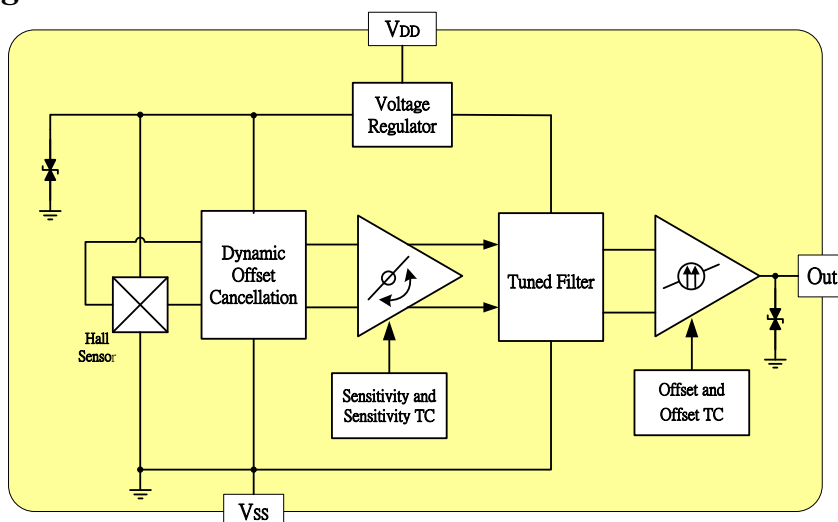 g
VDD
Voltage
Regulator
Dynamic
Offset
Cancellation
Tuned Filter
Out
Hall
Sensor
Sensitivity and
Sensitivity TC
Offset and
Offset TC
VSS